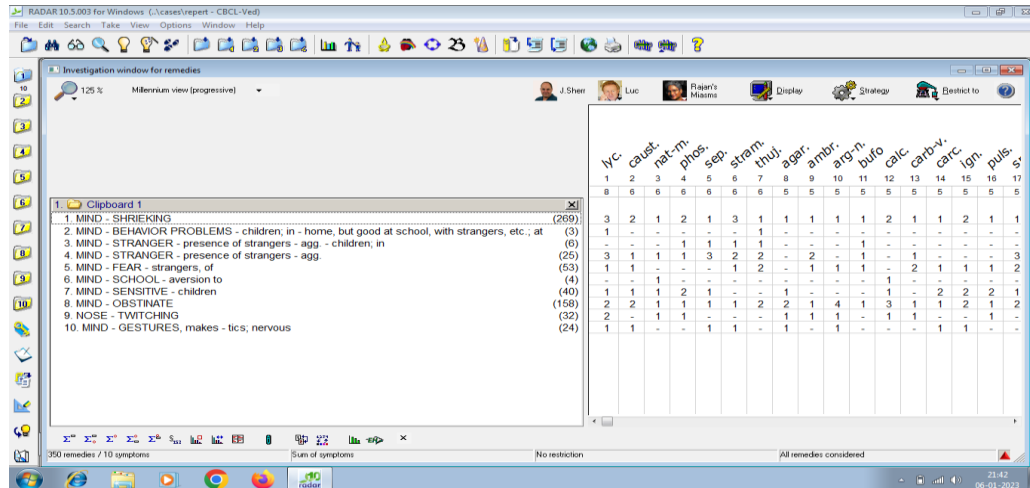 RADAR 10.5.003 for Windows (..\cases\repert - CBCL-Ved)
File Edit Search Take View Options Window Help
23
Investigation window for remedies
125 % Millennium view (progressive) J.Sherr Luc Rajan's Miasms Display Strategy Restrict to
lyc. caust. nat-m. phos. sep. stram. thuj. agar. ambr. arg-n. bufo calc. carb-v. carc. ign. puls.
1 2 3 4 5 6 7 8 9 10 11 12 13 14 15 16 17
8 6 6 6 6 6 6 5 5 5 5 5 5 5 5 5 5
1. Clipboard 1
1. MIND - SHRIEKING (269) 3 2 1 2 1 3 1 1 1 1 1 2 1 1 2 1 1
2. MIND - BEHAVIOR PROBLEMS - children; in - home, but good at school, with strangers, etc.; at (3) 1 - - - - - 1 - - - - - - - - - -
3. MIND - STRANGER - presence of strangers - agg. - children; in (6) - - - 1 1 1 1 - - - 1 - - - - - -
4. MIND - STRANGER - presence of strangers - agg. (25) 3 1 1 1 2 2 - 2 - - 1 - 1 - - - 3
5. MIND - FEAR - strangers, of (53) 1 1 - - - 1 2 - 1 1 1 - 2 1 1 1 2
6. MIND - SCHOOL - aversion to (4) - - 1 - - - - - - - - 1 - - - - -
7. MIND - SENSITIVE - children (40) 1 1 1 2 1 - - 1 - - - 1 - 2 2 2 1
8. MIND - OBSTINATE (158) 2 2 1 1 1 1 2 2 1 4 1 3 1 1 2 1 2
9. NOSE - TWITCHING (32) 2 - 1 1 - - - - 1 1 1 - 1 1 - - 1 -
10. MIND - GESTURES, makes - tics; nervous (24) 1 1 - - 1 1 - 1 - 1 - - - 1 1 - -
350 remedies / 10 symptoms Sum of symptoms No restriction All remedies considered
21:42
06-01-2023